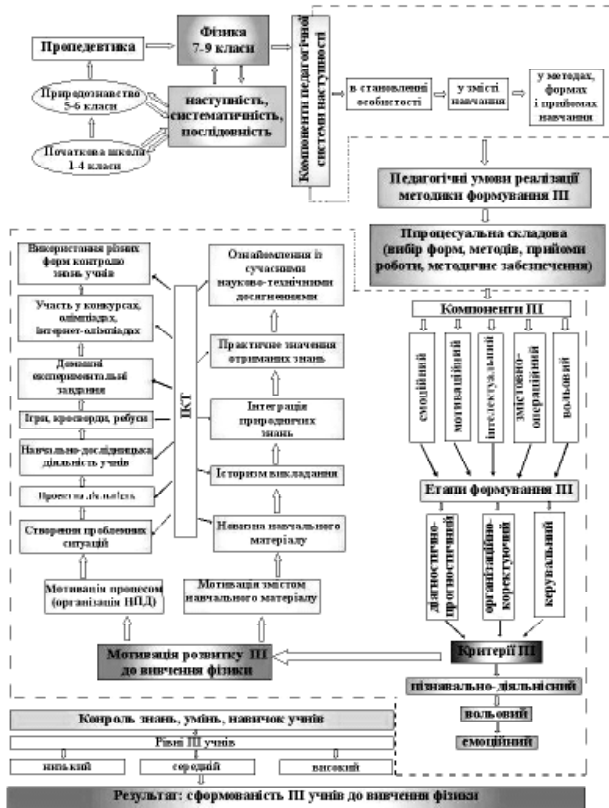 Пропедевтика
Фізика
7-9 класи
Природознавство
5-6 класи
наступність,
систематичність,
послідовність
Початкова школа
1-4 класи
Компоненти педагогічної
системи наступності
в становленні
особистості
у змісті
навчання
у методах,
формах
і прийомах
навчання
Педагогічні умови реалізації
методики формування ПІ
Ппроцесуальна складова
(вибір форм, методів, прийоми
роботи, методичне забезпечення)
Компоненти ПІ
емоційний
мотиваційний
інтелектуальний
змістовно-
операційний
вольовий
Етапи формування ПІ
діагностично-
прогностичний
організаційно-
коректуючий
керувальний
Критерії ПІ
пізнавально-діяльнісний
вольовий
емоційний
Використання різних
форм контролю
знань учнів
Участь у конкурсах,
олімпіадах,
інтернет-олімпіадах
Домашні
експериментальні
завдання
Ігри, кросворди, ребуси
Навчально-дослідницька
діяльність учнів
Проектна діяльність
Створення проблемних
ситуацій
Мотивація процесом
(організація НПД)
ІКТ
Ознайомлення із
сучасними
науково-технічними
досягненнями
Практичне значення
отриманих знань
Інтеграція
природничих
знань
Історизм викладання
Новизна навчального
матеріалу
Мотивація змістом
навчального матеріалу
Мотивація розвитку ПІ
до вивчення фізики
Контроль знань, умінь, навичок учнів
Рівні ПІ учнів
низький
середній
високий
Результат: сформованість ПІ учнів до вивчення фізики